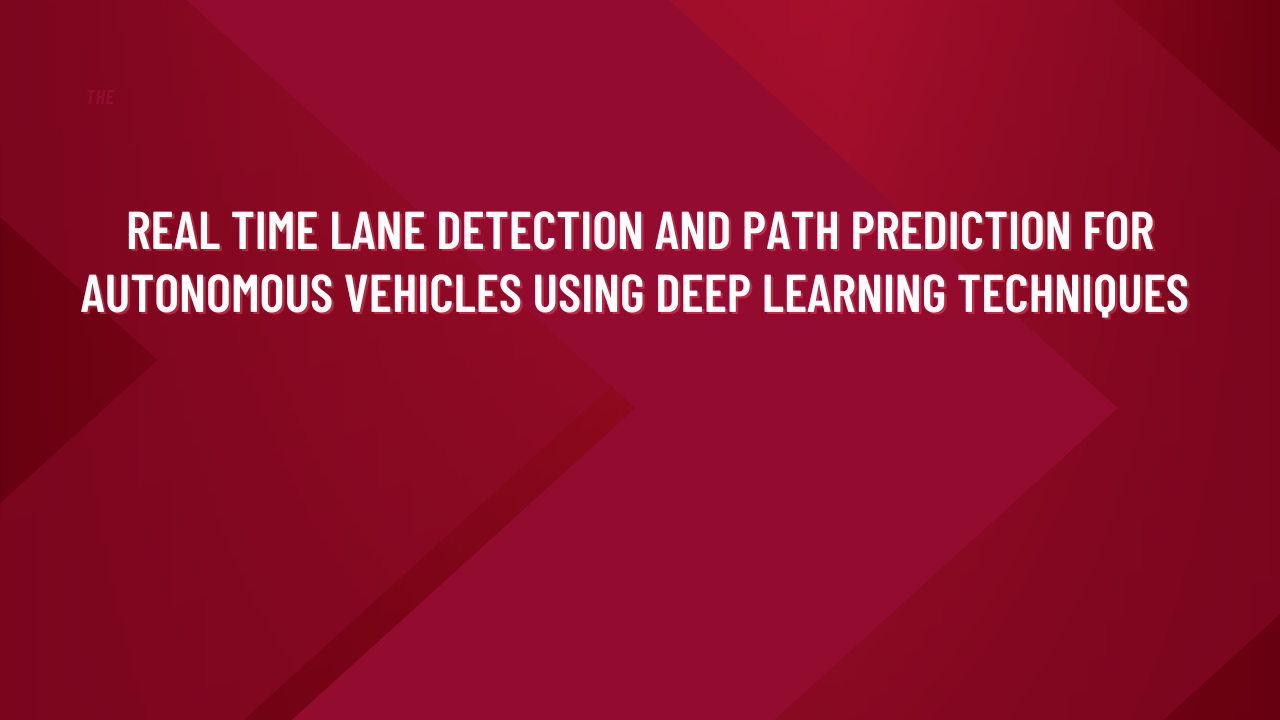 THE
REAL TIME LANE DETECTION AND PATH PREDICTION FOR
AUTONOMOUS VEHICLES USING DEEP LEARNING TECHNIQUES